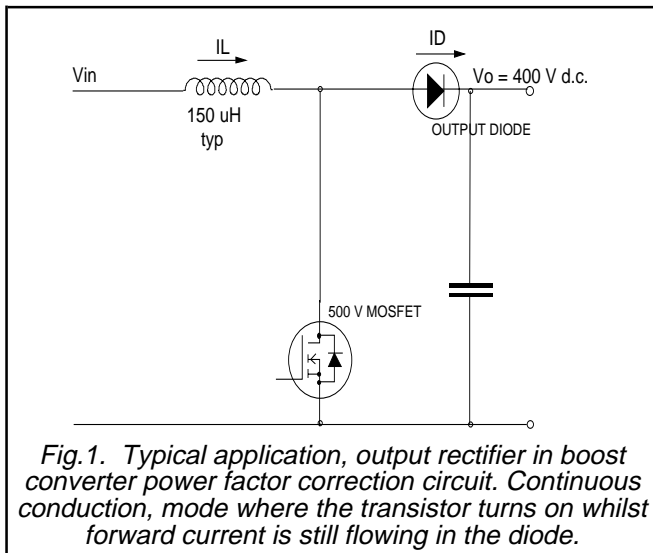 IL
ID
Vin
Vo = 400 V d.c.
150 uH
typ
OUTPUT DIODE
500 V MOSFET
Fig.1. Typical application, output rectifier in boost
converter power factor correction circuit. Continuous
conduction, mode where the transistor turns on whilst
forward current is still flowing in the diode.